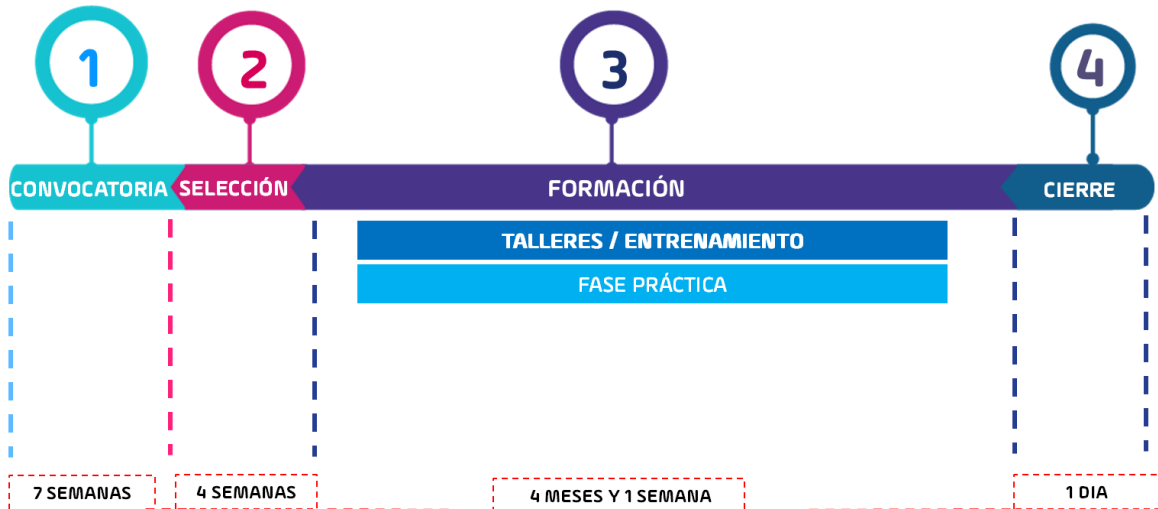 1
2
3
4
CONVOCATORIA
SELECCIÓN
FORMACIÓN
CIERRE
TALLERES / ENTRENAMIENTO
FASE PRÁCTICA
7 SEMANAS
4 SEMANAS
4 MESES Y 1 SEMANA
1 DIA